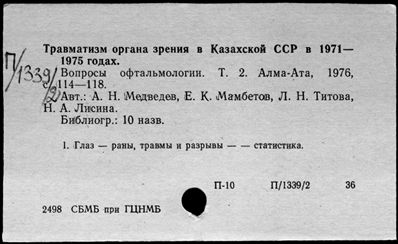 Травматизм органа зрения в Казахской ССР в 1971—
1975 годах.
П/1339/2
Вопросы офтальмологии. Т. 2. Алма-Ата, 1976,
с. 114—118.
Авт.: А. Н. Медведев, Е. К. Мамбетов, Л. Н. Титова,
Н. А. Лисина.
Библиогр.: 10 назв.
1. Глаз — раны, травмы и разрывы — — статистика.
П-10 П/1339/2 36
2498 СБМБ при ГЦНМБ